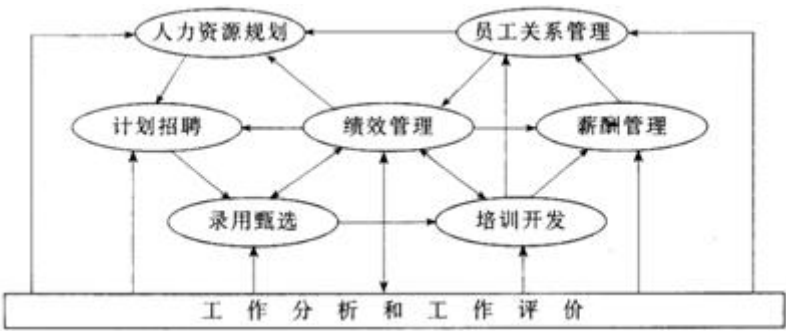 人力资源规划
员工关系管理
计划招聘
绩效管理
薪酬管理
录用甄选
培训开发
工作分析和工作评价